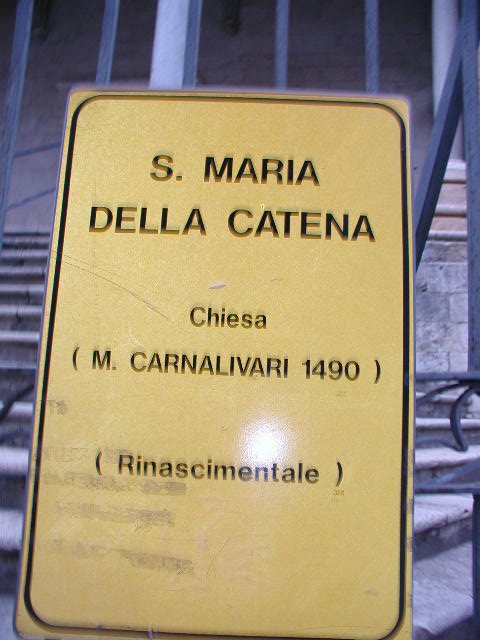 S. MARIA
DELLA CATENA
Chiesa
( M. CARNALIVARI 1490 )
( Rinascimentale )